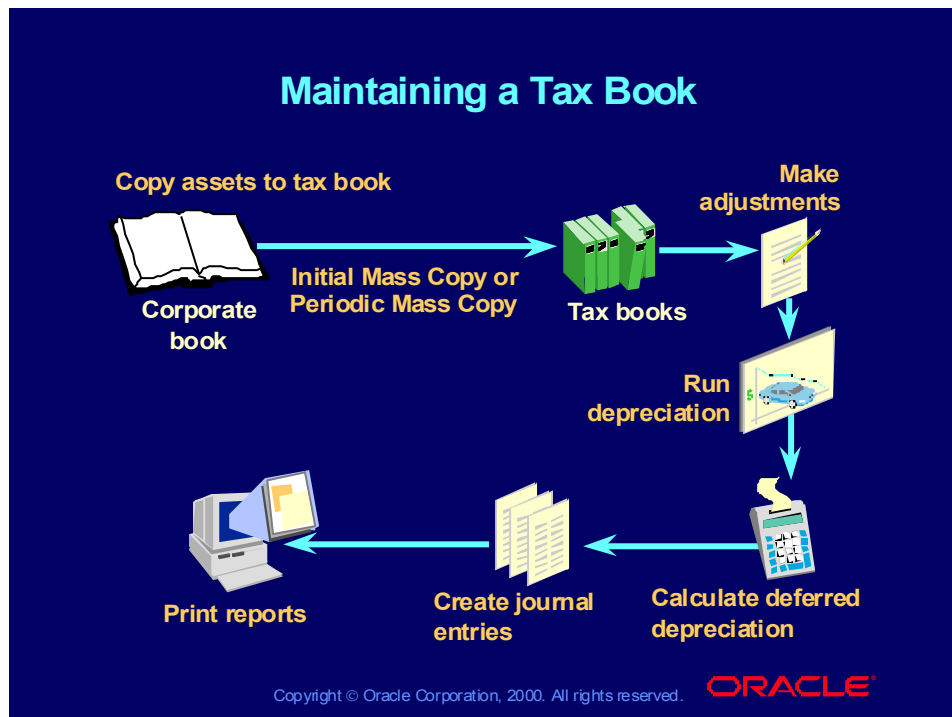 Maintaining a Tax Book
Copy assets to tax book
Corporate
book
Initial Mass Copy or
Periodic Mass Copy
Tax books
Make
adjustments
$
Run
depreciation
Calculate deferred
depreciation
Create journal
entries
Print reports
Copyright © Oracle Corporation, 2000. All rights reserved.
ORACLE®